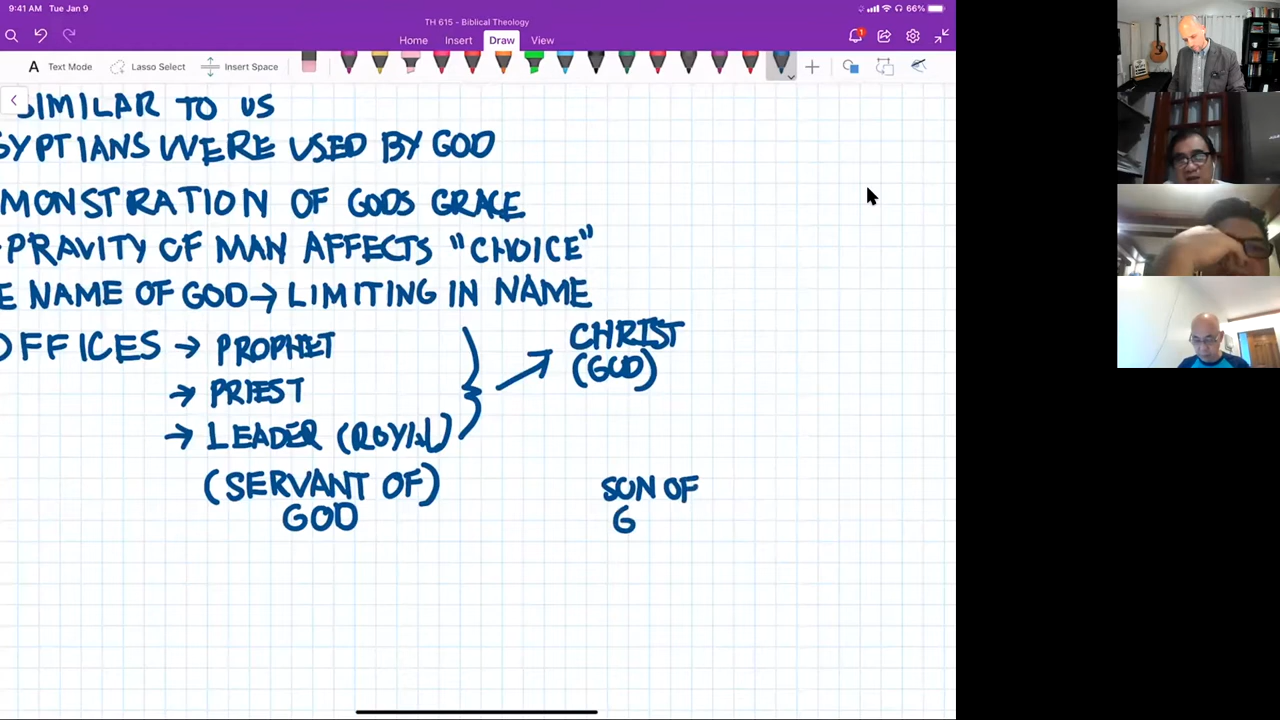 9:41 AM Tue Jan 9
66%
TH 615 - Biblical Theology
Home Insert Draw View
1
A Text Mode Lasso Select Insert Space
SIMILAR TO US
GYPTIANS WERE USED BY GOD
MONSTRATION OF GODS GRACE
PRAVITY OF MAN AFFECTS "CHOICE"
E NAME OF GOD → LIMITING IN NAME
OFFICES → PROPHET
→ PRIEST
→ LEADER (ROYAL)
CHRIST
(GOD)
(SERVANT OF)
GOD
SON OF
G